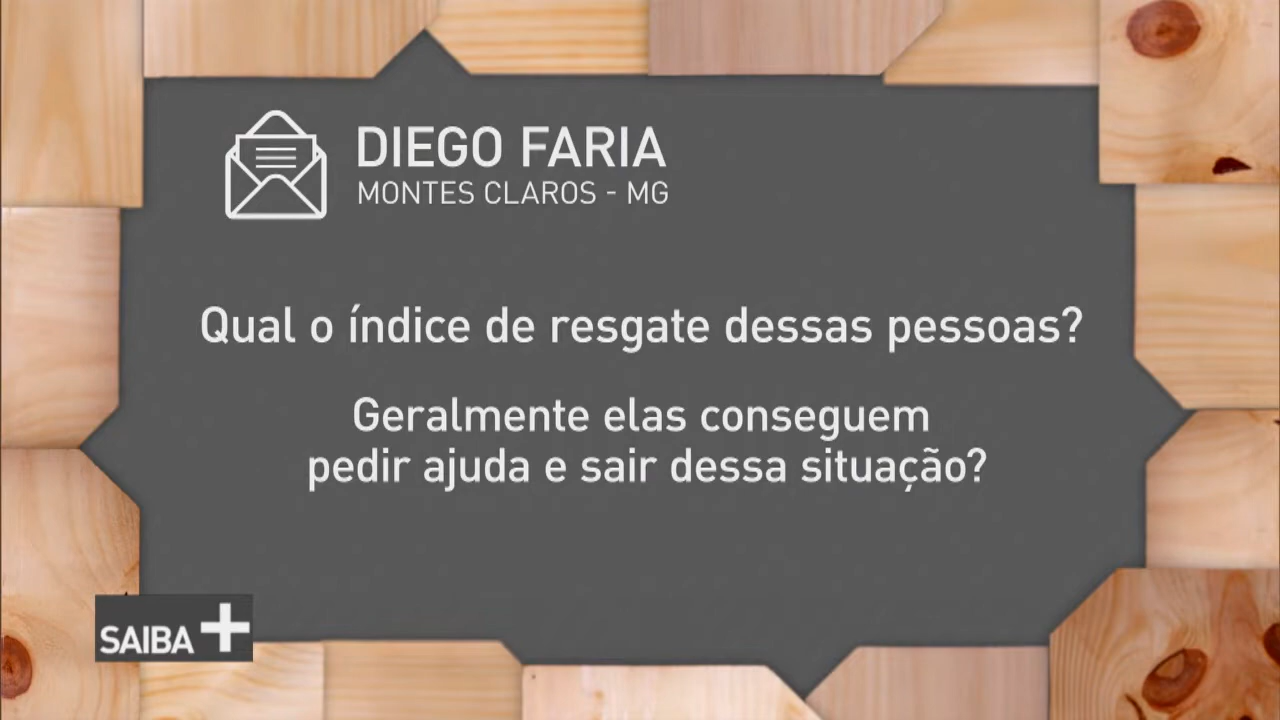 DIEGO FARIA
MONTES CLAROS - MG
Qual o índice de resgate dessas pessoas?
Geralmente elas conseguem
pedir ajuda e sair dessa situação?
SAIBA +